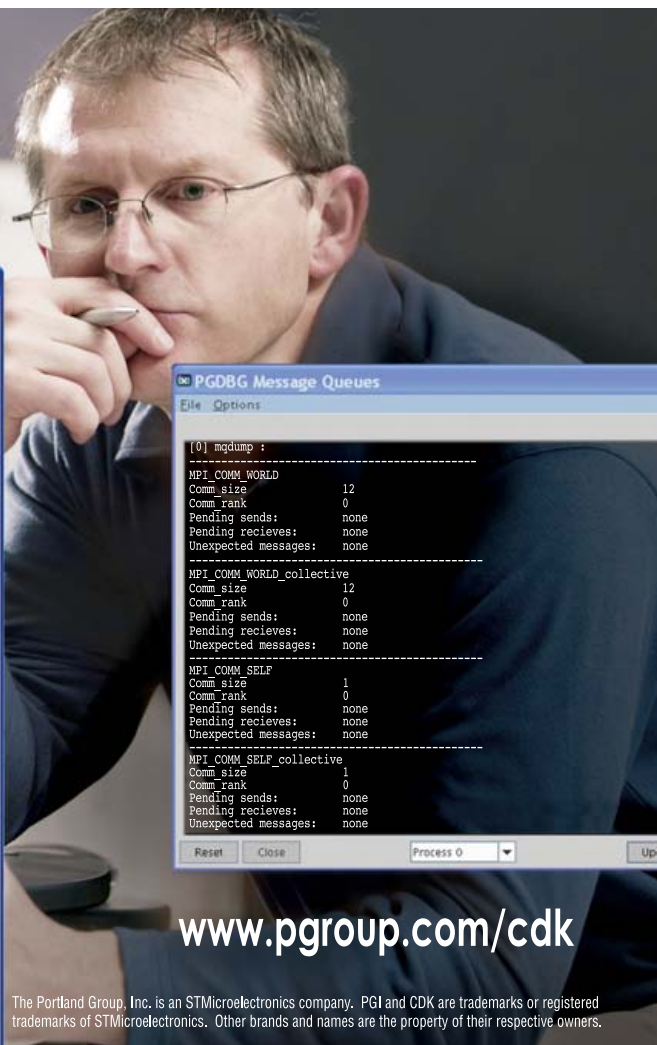 PGDBG Message Queues
File Options
[0] mqdump :
------------------------------------------------
MPI_COMM_WORLD
Comm_size 12
Comm_rank 0
Pending sends: none
Pending recieves: none
Unexpected messages: none
-------------------------------------------------
MPI_COMM_WORLD_collective
Comm_size 12
Comm_rank 0
Pending sends: none
Pending recieves: none
Unexpected messages: none
-------------------------------------------------
MPI_COMM_SELF
Comm_size 1
Comm_rank 0
Pending sends: none
Pending recieves: none
Unexpected messages: none
-------------------------------------------------
MPI_COMM_SELF_collective
Comm_size 1
Comm_rank 0
Pending sends: none
Pending recieves: none
Unexpected messages: none
Reset Close Process 0
www.pgroup.com/cdk
The Portland Group, Inc. is an STMicroelectronics company. PGI and CDK are trademarks or registered
trademarks of STMicroelectronics. Other brands and names are the property of their respective owners.